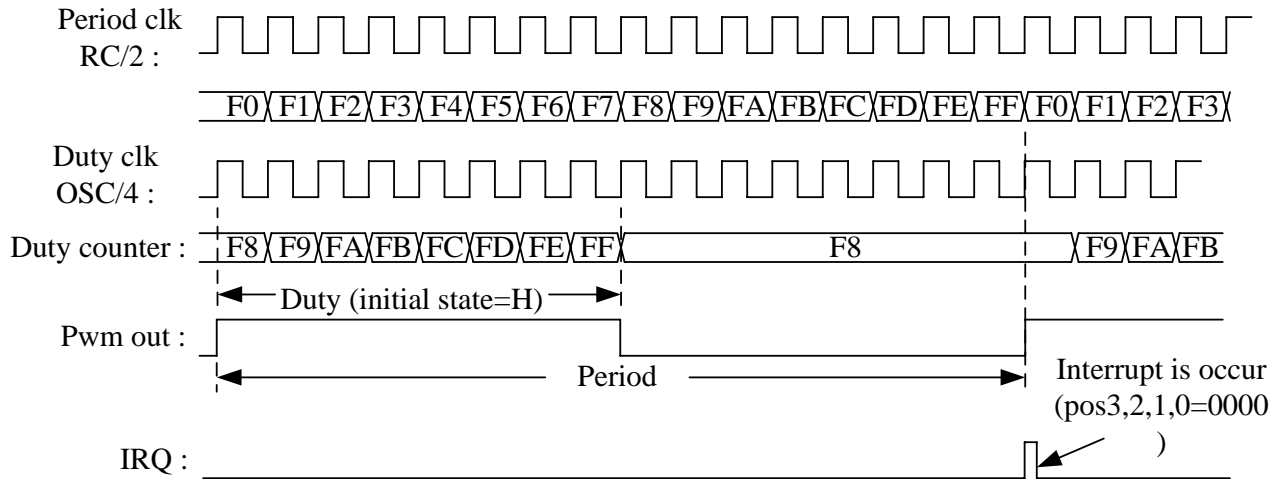 Period clk
RC/2 :
F0 F1 F2 F3 F4 F5 F6 F7 F8 F9 FA FB FC FD FE FF F0 F1 F2 F3
Duty clk
OSC/4 :
Duty counter : F8 F9 FA FB FC FD FE FF F8 F9 FA FB
Duty (initial state=H)
Pwm out :
Period
Interrupt is occur
(pos3,2,1,0=0000
)
IRQ :